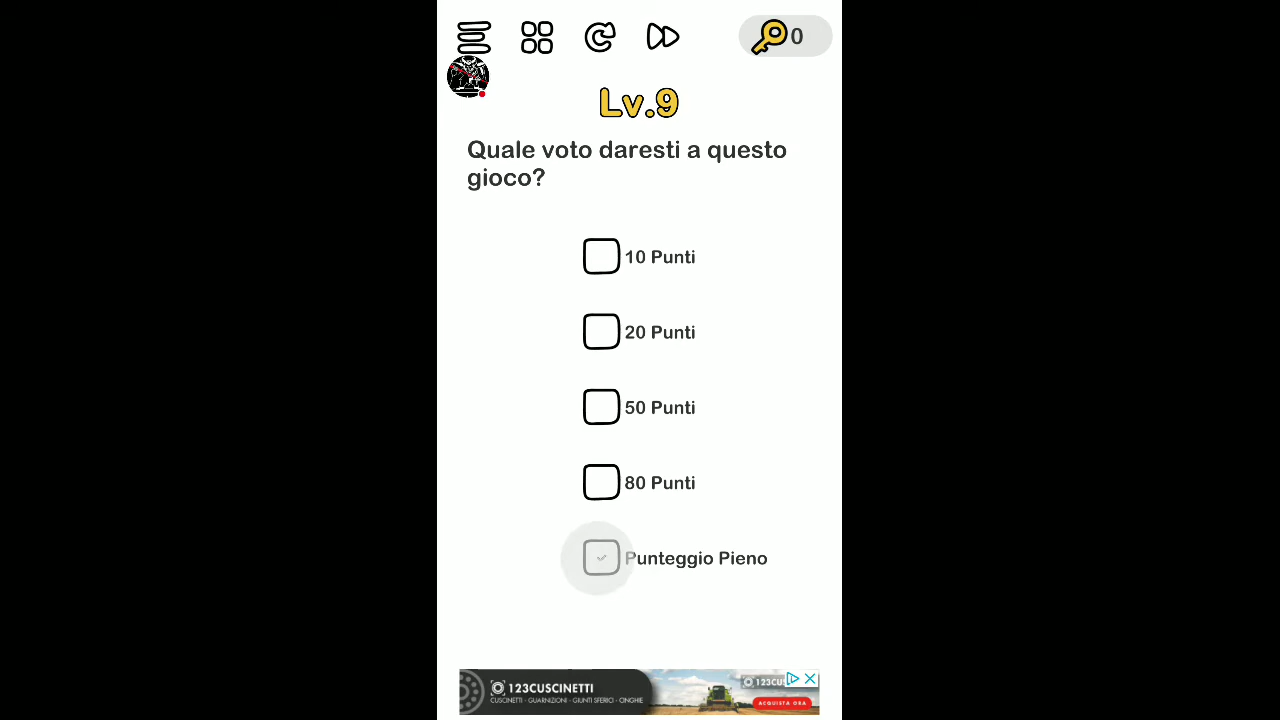 0
Lv.9
Quale voto daresti a questo
gioco?
10 Punti
20 Punti
50 Punti
80 Punti
Punteggio Pieno
123CUSCINETTI
CUSCINETTI - GUARNIZIONI - GIUNTI SFERICI - CINGHIE
123CUS
ACQUISTA ORA